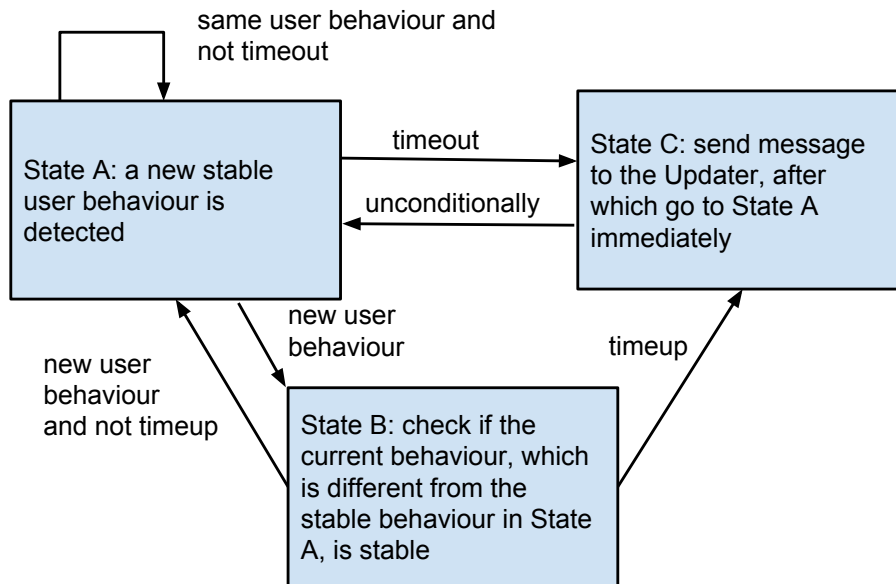 same user behaviour and
not timeout
State A: a new stable
user behaviour is
detected
timeout
unconditionally
State C: send message
to the Updater, after
which go to State A
immediately
new user
behaviour
and not timeup
new user
behaviour
timeup
State B: check if the
current behaviour, which
is different from the
stable behaviour in State
A, is stable